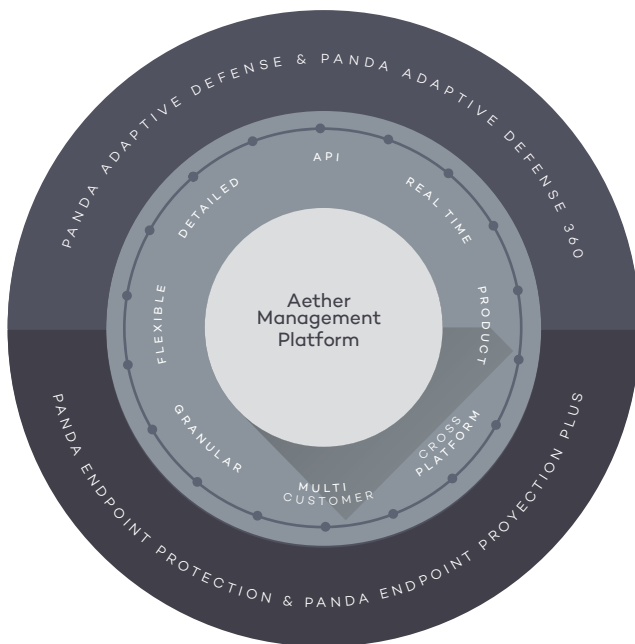 PANDA ADAPTIVE DEFENSE & PANDA ADAPTIVE DEFENSE 360
API
REAL TIME
PRODUCT
CROSS
PLATFORM
MULTI
CUSTOMER
GRANULAR
FLEXIBLE
DETAILED
Aether
Management
Platform
PANDA ENDPOINT PROTECTION & PANDA ENDPOINT PROYECTION PLUS